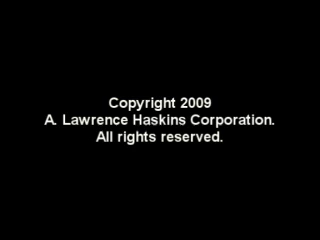 Copyright 2009
A. Lawrence Haskins Corporation.
All rights reserved.